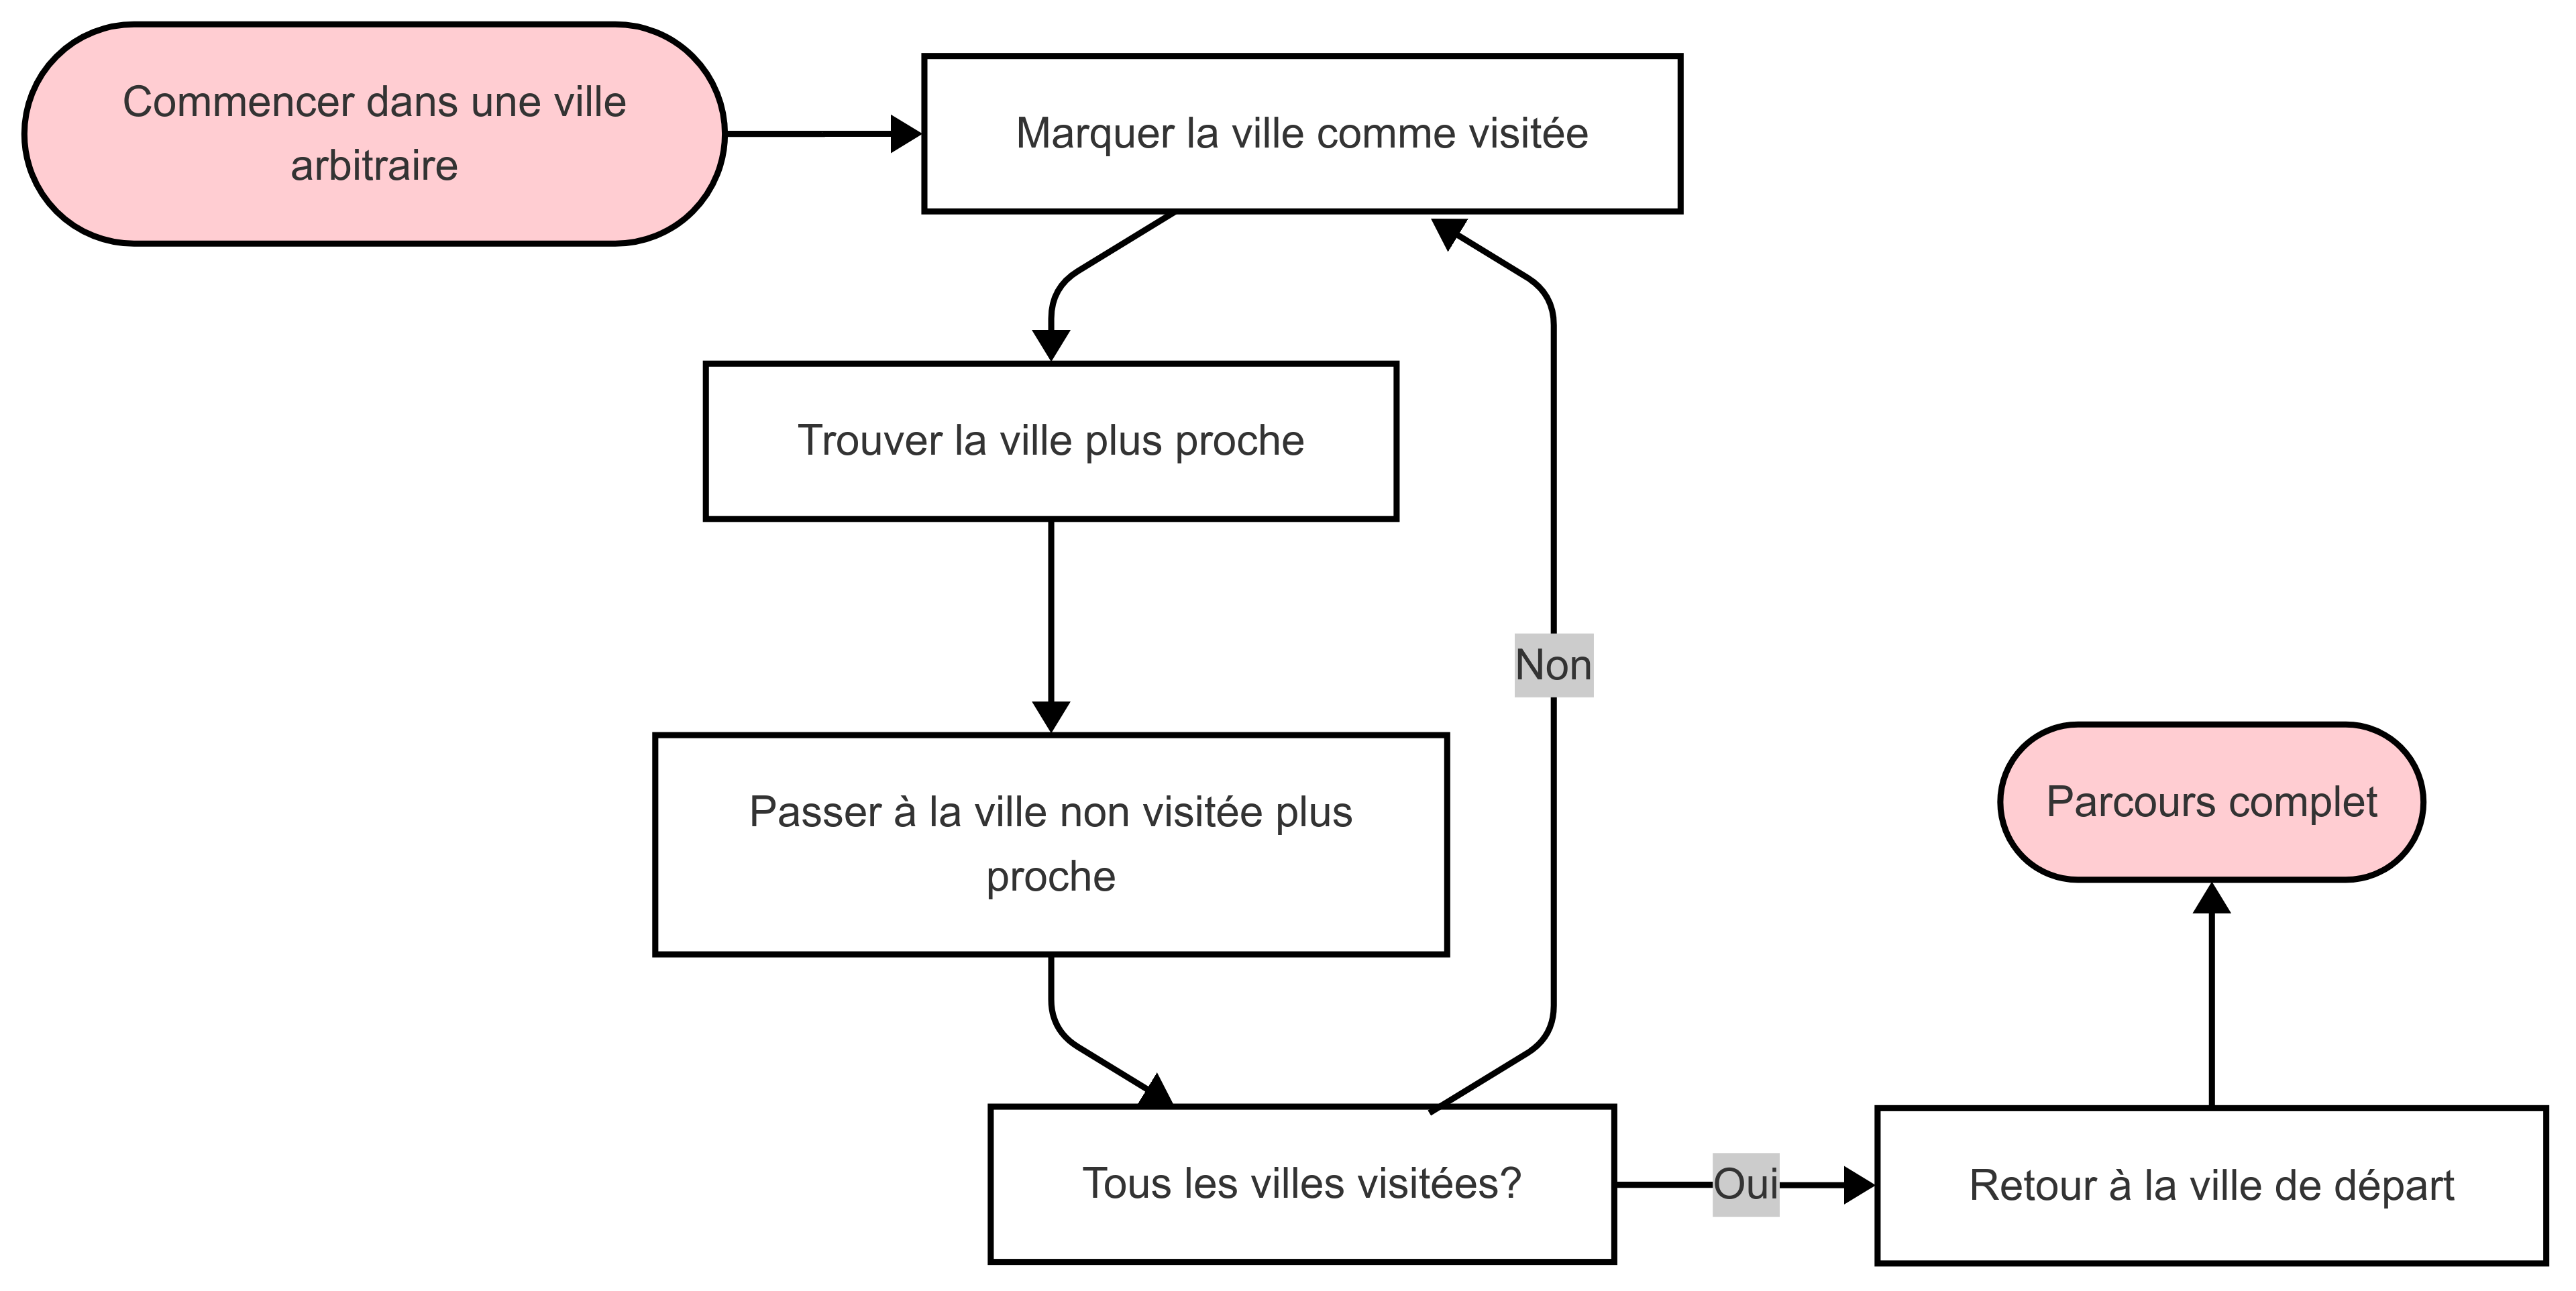 Commencer dans une ville
arbitraire
Marquer la ville comme visitée
Trouver la ville plus proche
Non
Passer à la ville non visitée plus
proche
Parcours complet
Tous les villes visitées?
Oui
Retour à la ville de départ